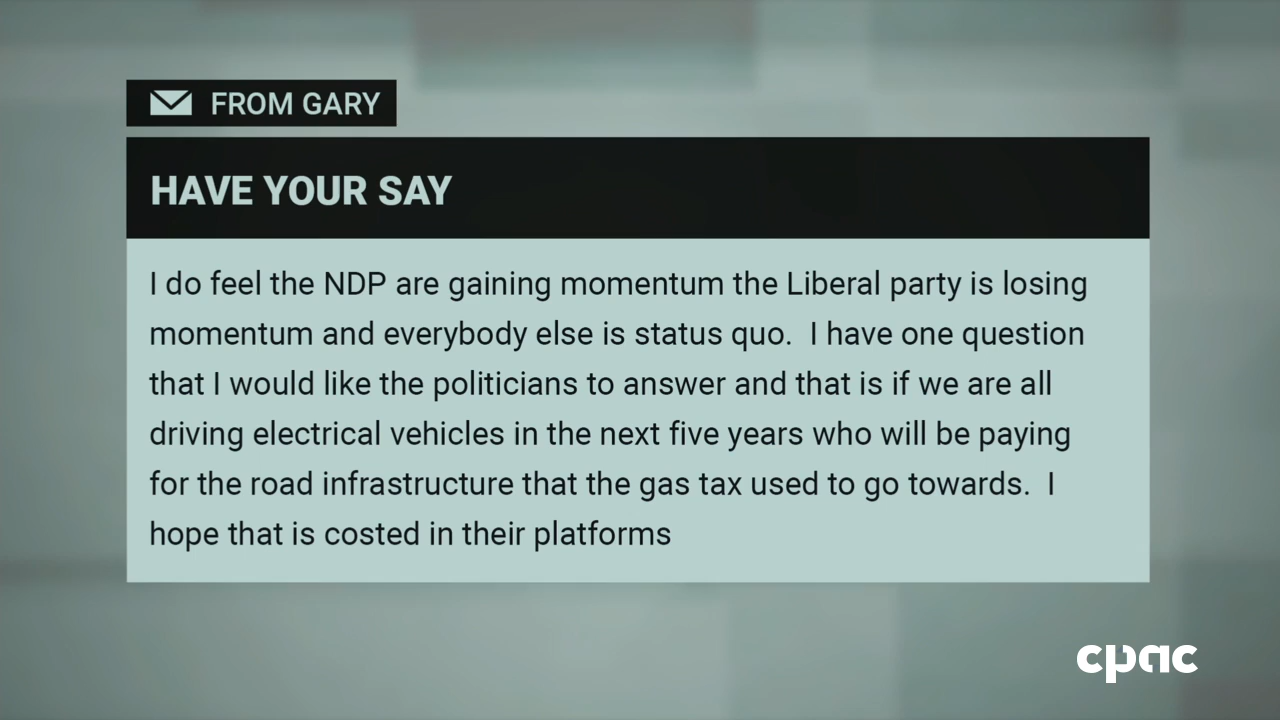 FROM GARY
HAVE YOUR SAY
I do feel the NDP are gaining momentum the Liberal party is losing
momentum and everybody else is status quo.  I have one question
that I would like the politicians to answer and that is if we are all
driving electrical vehicles in the next five years who will be paying
for the road infrastructure that the gas tax used to go towards.  I
hope that is costed in their platforms
cpac